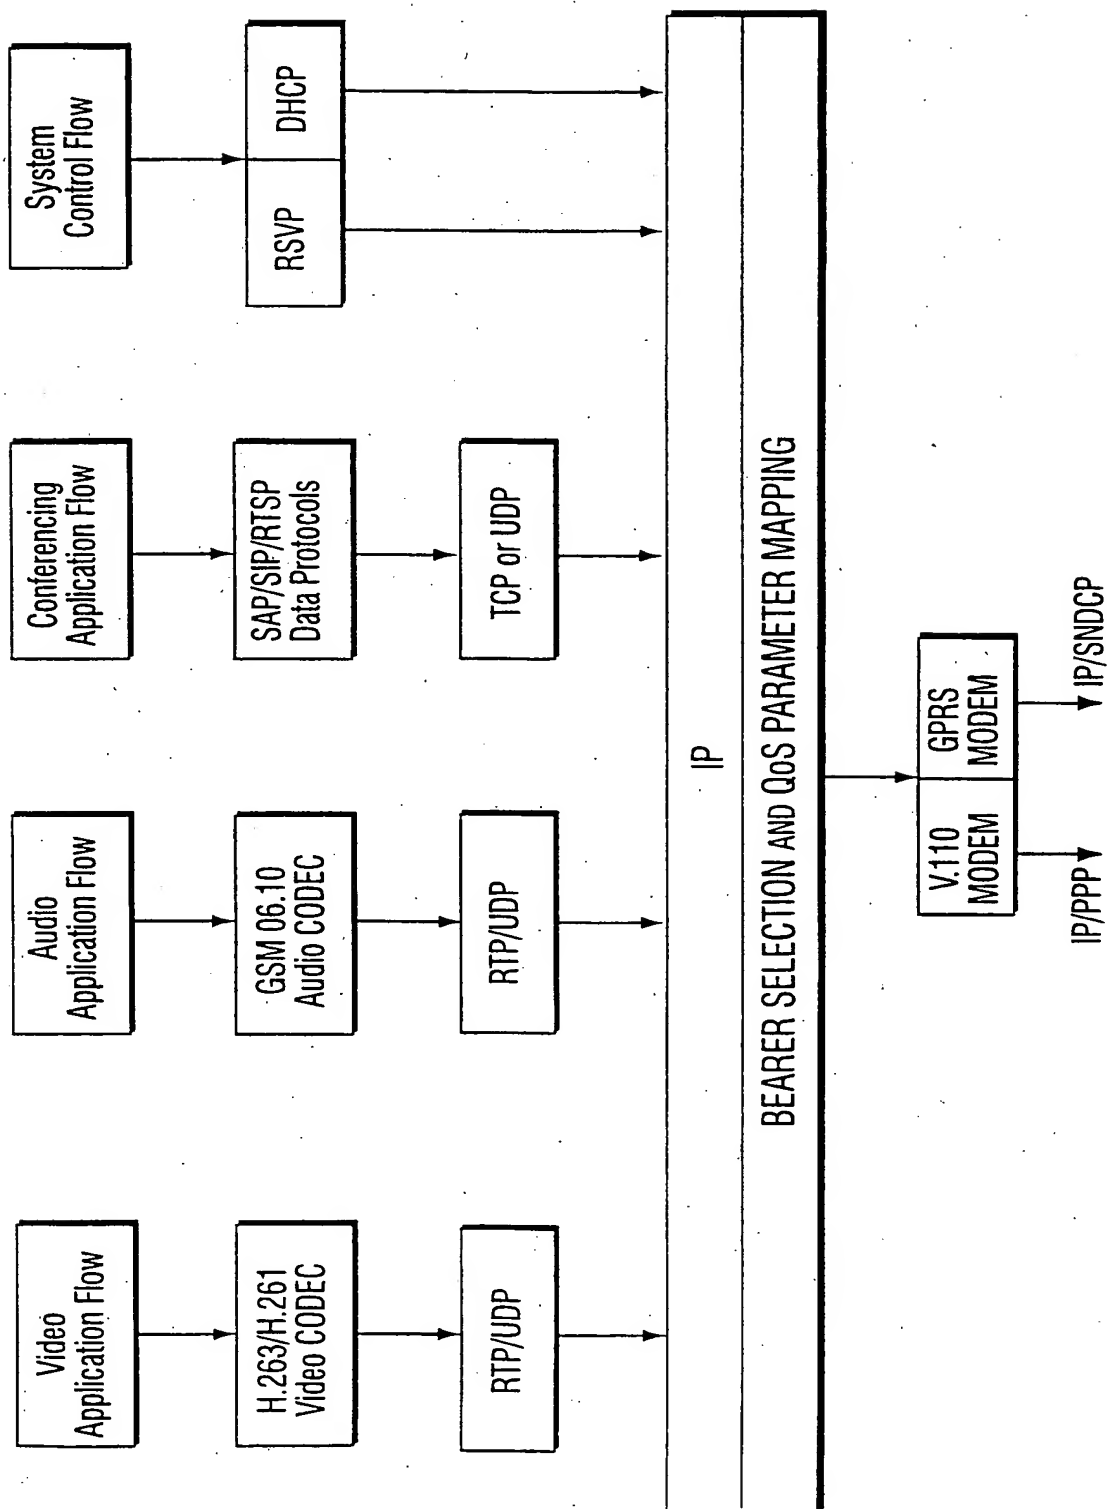 Video
Application Flow
H.263/H.261
Video CODEC
RTP/UDP
Audio
Application Flow
GSM 06.10
Audio CODEC
RTP/UDP
Conferencing
Application Flow
SAP/SIP/RTSP
Data Protocols
TCP or UDP
System
Control Flow
RSVP
DHCP
IP
BEARER SELECTION AND QoS PARAMETER MAPPING
V.110
MODEM
GPRS
MODEM
IP/PPP
IP/SNDCP